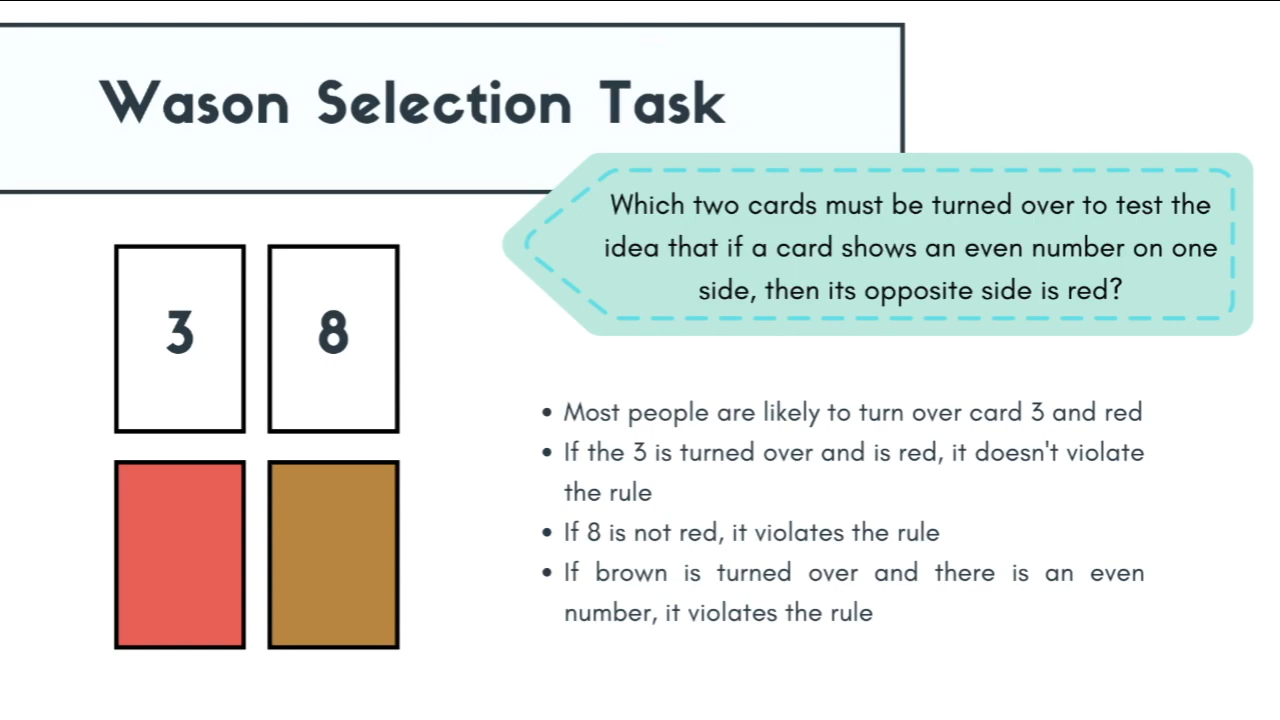 Wason Selection Task
Which two cards must be turned over to test the
idea that if a card shows an even number on one
side, then its opposite side is red?
3
8
• Most people are likely to turn over card 3 and red
• If the 3 is turned over and is red, it doesn't violate
the rule
• If 8 is not red, it violates the rule
• If brown is turned over and there is an even
number, it violates the rule